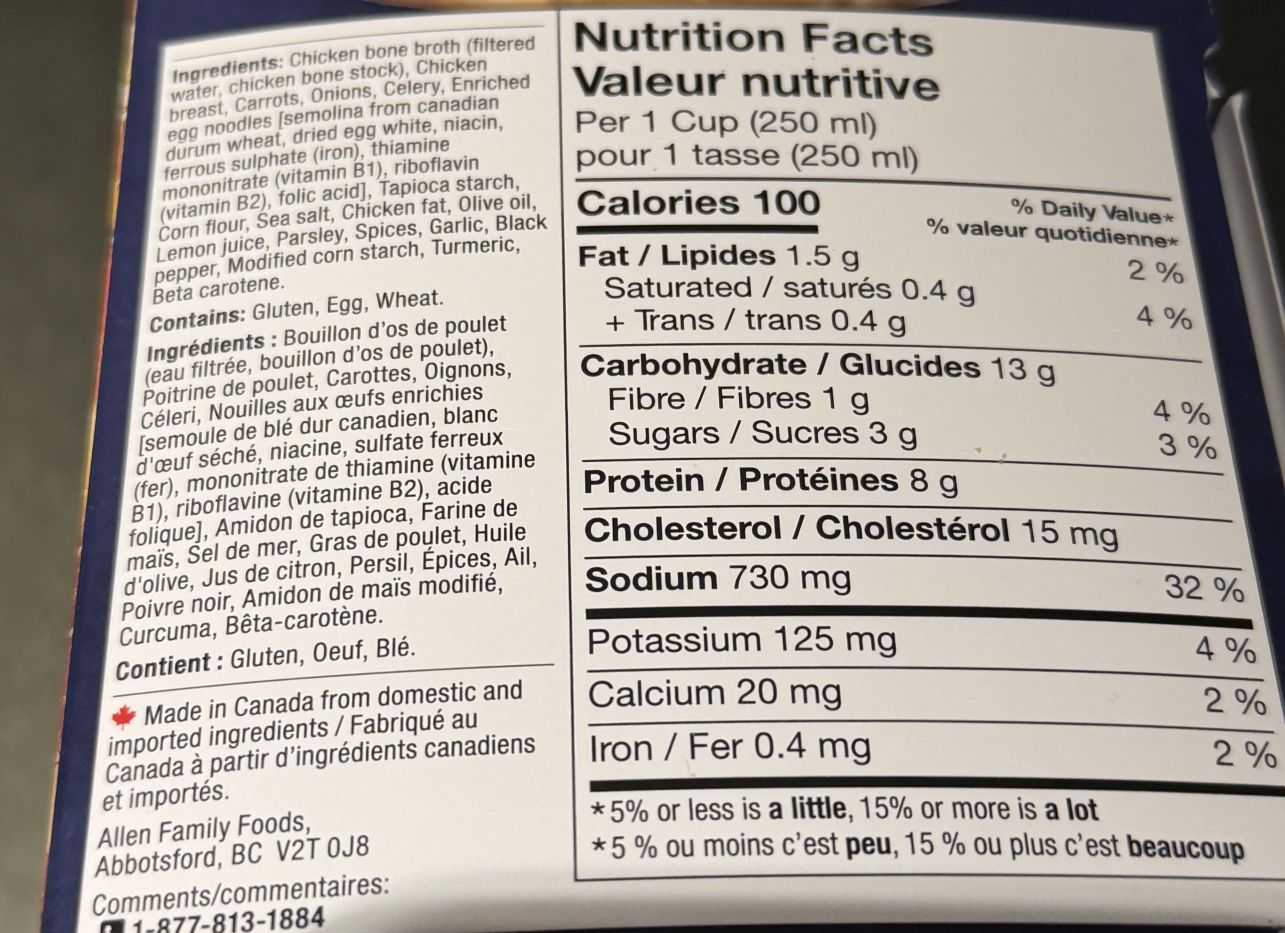 Ingredients: Chicken bone broth (filtered
water, chicken bone stock), Chicken
breast, Carrots, Onions, Celery, Enriched
egg noodles [semolina from canadian
durum wheat, dried egg white, niacin,
ferrous sulphate (iron), thiamine
mononitrate (vitamin B1), riboflavin
(vitamin B2), folic acid], Tapioca starch,
Corn flour, Sea salt, Chicken fat, Olive oil,
Lemon juice, Parsley, Spices, Garlic, Black
pepper, Modified corn starch, Turmeric,
Beta carotene.
Contains: Gluten, Egg, Wheat.
Ingrédients : Bouillon d'os de poulet
(eau filtrée, bouillon d'os de poulet),
Poitrine de poulet, Carottes, Oignons,
Céleri, Nouilles aux œufs enrichies
[semoule de blé dur canadien, blanc
d'œuf séché, niacine, sulfate ferreux
(fer), mononitrate de thiamine (vitamine
B1), riboflavine (vitamine B2), acide
folique], Amidon de tapioca, Farine de
maïs, Sel de mer, Gras de poulet, Huile
d'olive, Jus de citron, Persil, Épices, Ail,
Poivre noir, Amidon de maïs modifié,
Curcuma, Bêta-carotène.
Contient : Gluten, Oeuf, Blé.
Made in Canada from domestic and
imported ingredients / Fabriqué au
Canada à partir d'ingrédients canadiens
et importés.
Allen Family Foods,
Abbotsford, BC V2T 0J8
Comments/commentaires:
1-877-813-1884
Nutrition Facts
Valeur nutritive
Per 1 Cup (250 ml)
pour 1 tasse (250 ml)
Calories 100
% Daily Value*
% valeur quotidienne*
Fat / Lipides 1.5 g 2 %
Saturated / saturés 0.4 g
+ Trans / trans 0.4 g 4 %
Carbohydrate / Glucides 13 g
Fibre / Fibres 1 g 4 %
Sugars / Sucres 3 g 3 %
Protein / Protéines 8 g
Cholesterol / Cholestérol 15 mg
Sodium 730 mg 32 %
Potassium 125 mg 4 %
Calcium 20 mg 2 %
Iron / Fer 0.4 mg 2 %
*5% or less is a little, 15% or more is a lot
*5 % ou moins c'est peu, 15 % ou plus c'est beaucoup